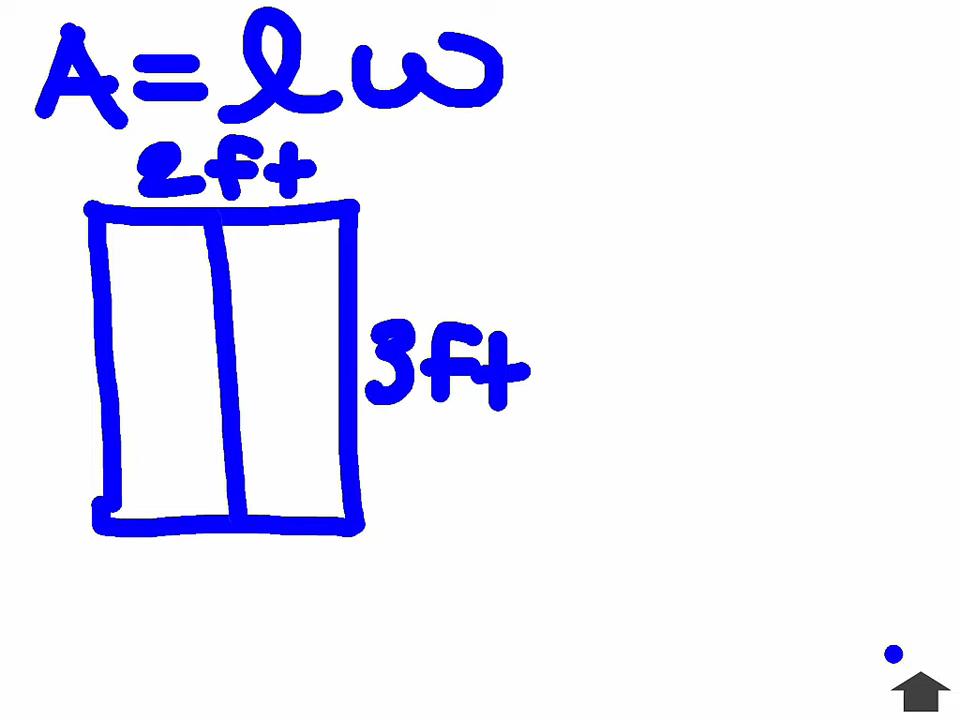 A = lw
2ft
3ft